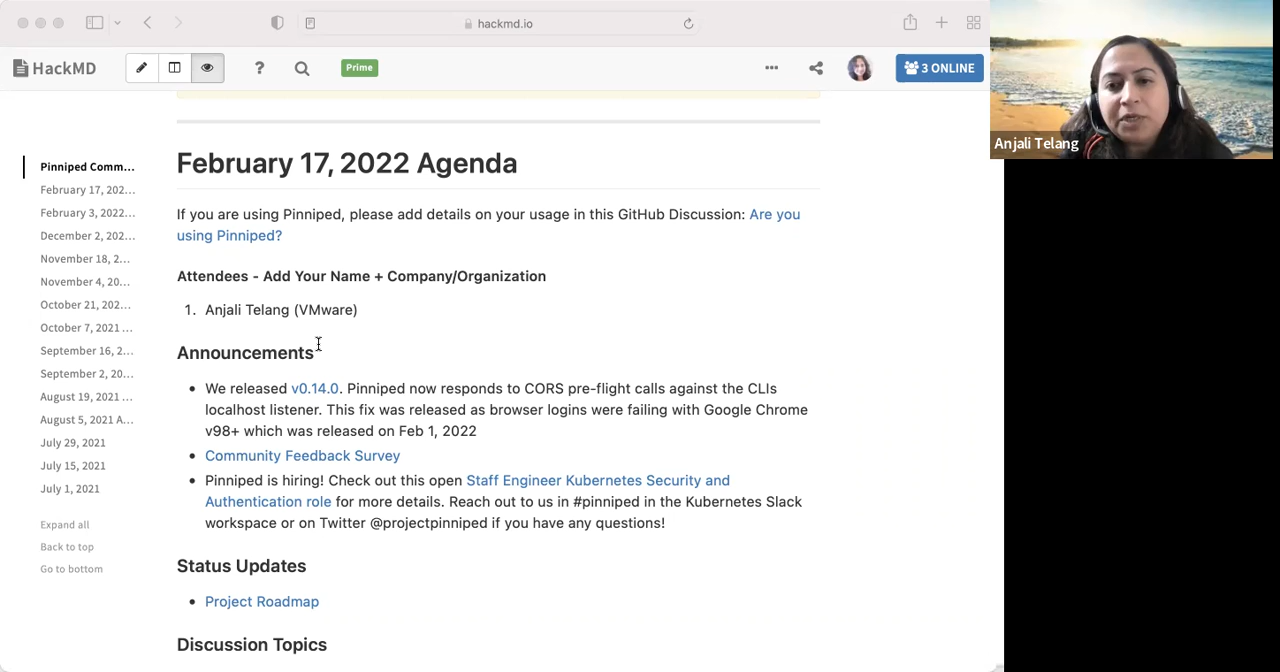 hackmd.io
HackMD
?
Prime
3 ONLINE
Anjali Telang
Pinniped Comm...
February 17, 202...
February 3, 2022...
December 2, 202...
November 18, 2...
November 4, 20...
October 21, 202...
October 7, 2021 ...
September 16, 2...
September 2, 20...
August 19, 2021 ...
August 5, 2021 A...
July 29, 2021
July 15, 2021
July 1, 2021
Expand all
Back to top
Go to bottom
February 17, 2022 Agenda
If you are using Pinniped, please add details on your usage in this GitHub Discussion: Are you
using Pinniped?
Attendees - Add Your Name + Company/Organization
1. Anjali Telang (VMware)
Announcements
• We released v0.14.0. Pinniped now responds to CORS pre-flight calls against the CLIs
localhost listener. This fix was released as browser logins were failing with Google Chrome
v98+ which was released on Feb 1, 2022
• Community Feedback Survey
• Pinniped is hiring! Check out this open Staff Engineer Kubernetes Security and
Authentication role for more details. Reach out to us in #pinniped in the Kubernetes Slack
workspace or on Twitter @projectpinniped if you have any questions!
Status Updates
• Project Roadmap
Discussion Topics